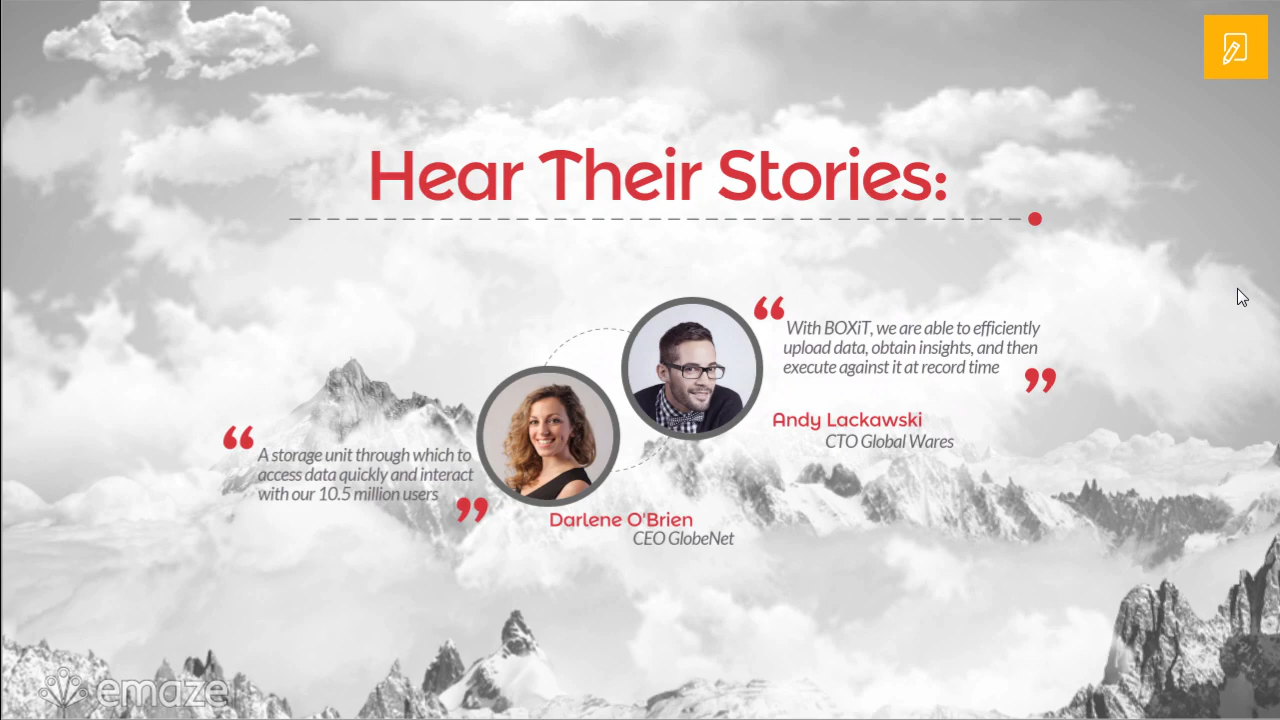 Hear Their Stories:
“ With BOXiT, we are able to efficiently
upload data, obtain insights, and then
execute against it at record time ”
Andy Lackawski
CTO Global Wares
“ A storage unit through which to
access data quickly and interact
with our 10.5 million users ”
Darlene O'Brien
CEO GlobeNet
emaze